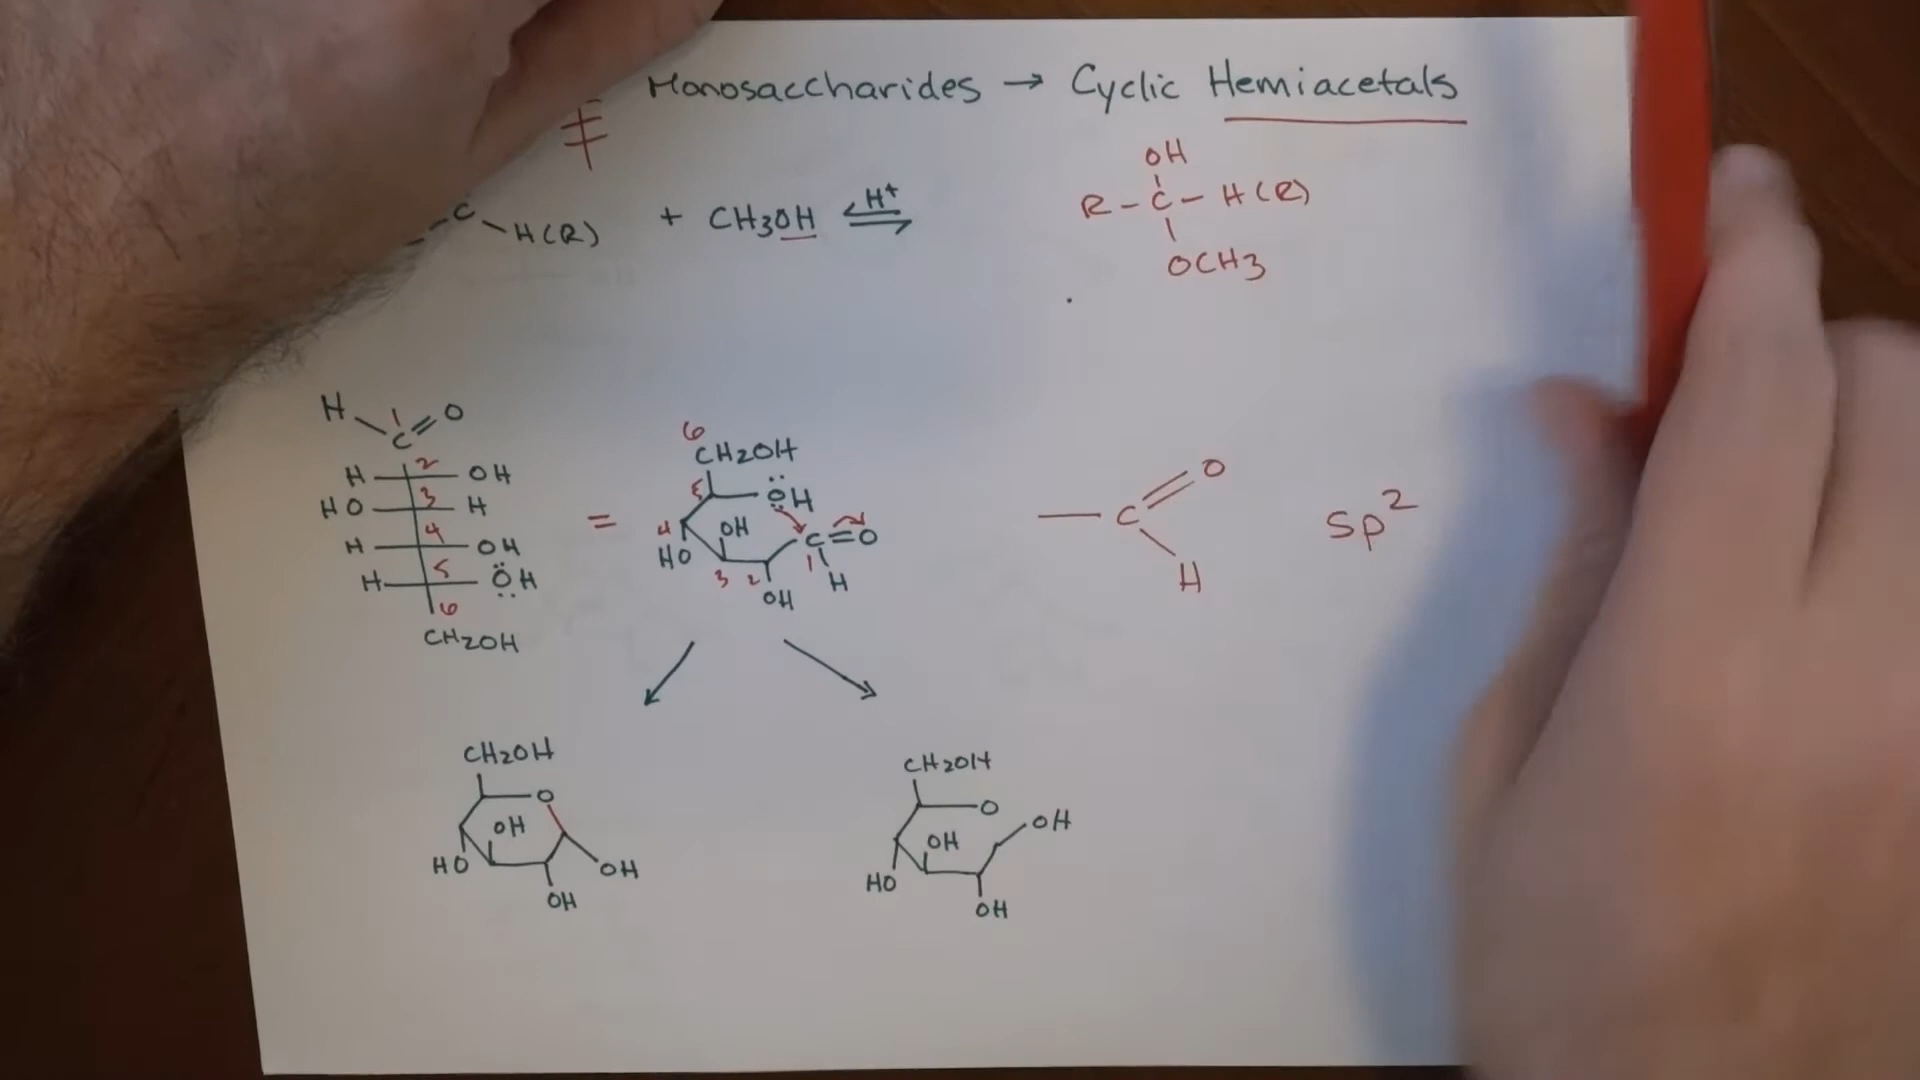 Monosaccharides → Cyclic Hemiacetals
C
H(R)
+ CH3OH
H+
OH
R - C - H(R)
OCH3
H
1
C
O
2
H
OH
3
HO
H
4
H
OH
5
H
ÖH
6
CH2OH
=
6
CH2OH
5
ÖH
4
HO
OH
C=O
3
2
1
H
OH
C
O
H
sp2
CH2OH
O
OH
HO
OH
OH
CH2OH
O
OH
OH
HO
OH